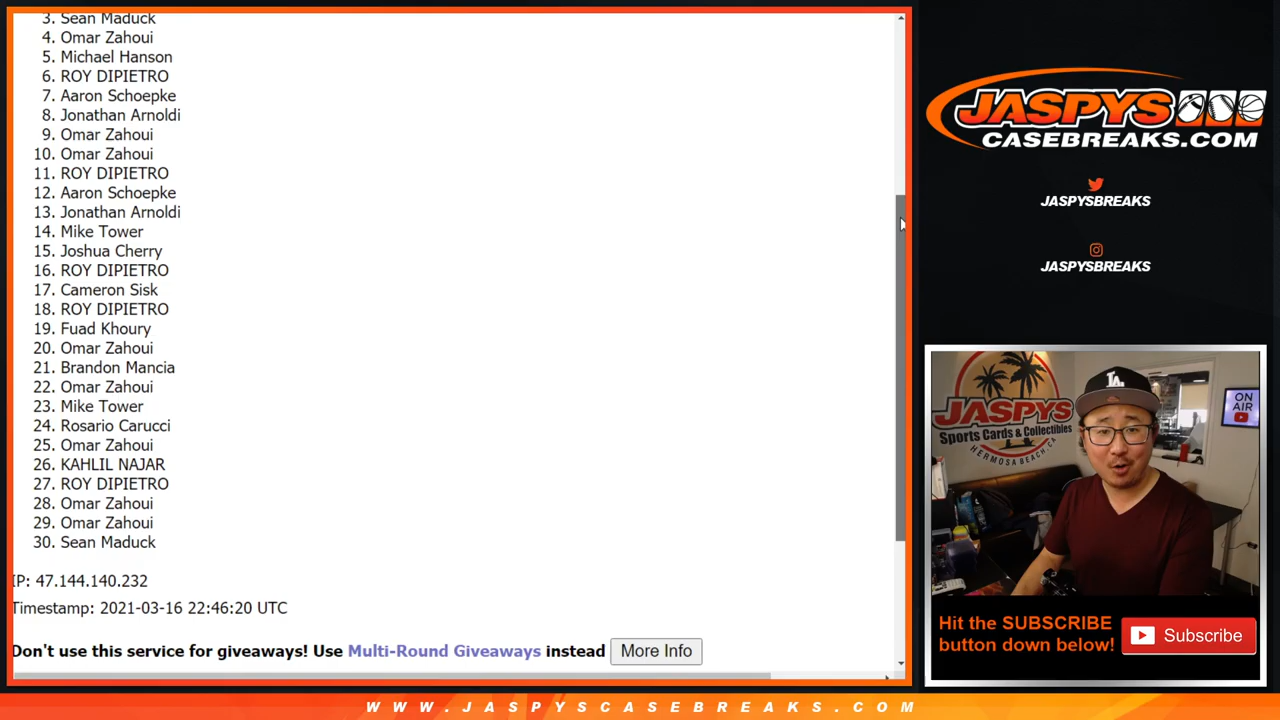 3. Sean Maduck
4. Omar Zahoui
5. Michael Hanson
6. ROY DIPIETRO
7. Aaron Schoepke
8. Jonathan Arnoldi
9. Omar Zahoui
10. Omar Zahoui
11. ROY DIPIETRO
12. Aaron Schoepke
13. Jonathan Arnoldi
14. Mike Tower
15. Joshua Cherry
16. ROY DIPIETRO
17. Cameron Sisk
18. ROY DIPIETRO
19. Fuad Khoury
20. Omar Zahoui
21. Brandon Mancia
22. Omar Zahoui
23. Mike Tower
24. Rosario Carucci
25. Omar Zahoui
26. KAHLIL NAJAR
27. ROY DIPIETRO
28. Omar Zahoui
29. Omar Zahoui
30. Sean Maduck
IP: 47.144.140.232
Timestamp: 2021-03-16 22:46:20 UTC
Don't use this service for giveaways! Use Multi-Round Giveaways instead More Info
JASPYS
CASEBREAKS.COM
JASPYSBREAKS
JASPYSBREAKS
JASPYS
Sports Cards & Collectibles
HERMOSA BEACH, CA
LA
ON
AIR
Hit the SUBSCRIBE
button down below!
Subscribe
WWW.JASPYSCASEBREAKS.COM